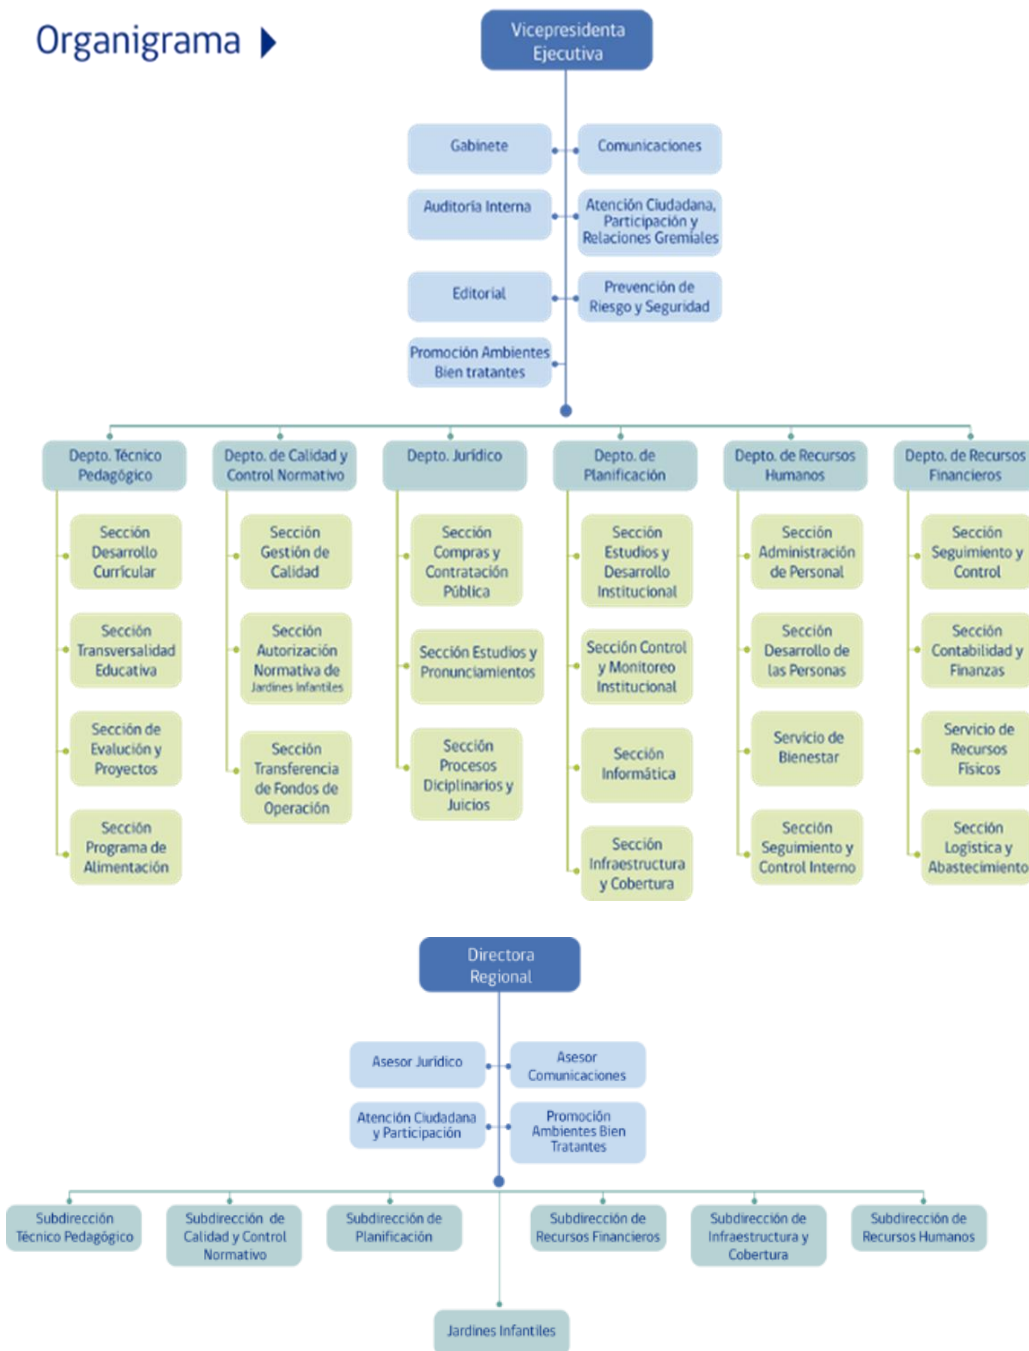 Organigrama
Vicepresidenta
Ejecutiva
Gabinete
Comunicaciones
Auditoría Interna
Atención Ciudadana,
Participación y
Relaciones Gremiales
Editorial
Prevención de
Riesgo y Seguridad
Promoción Ambientes
Bien tratantes
Depto. Técnico
Pedagógico
Depto. de Calidad y
Control Normativo
Depto. Jurídico
Depto. de
Planificación
Depto. de Recursos
Humanos
Depto. de Recursos
Financieros
Sección
Desarrollo
Currícular
Sección
Transversalidad
Educativa
Sección de
Evalución y
Proyectos
Sección
Programa de
Alimentación
Sección
Gestión de
Calidad
Sección
Autorización
Normativa de
Jardines Infantiles
Sección
Transferencia
de Fondos de
Operación
Sección
Compras y
Contratación
Pública
Sección Estudios y
Pronunciamientos
Sección
Procesos
Diciplinarios y
Juicios
Sección
Estudios y
Desarrollo
Institucional
Sección Control
y Monitoreo
Institucional
Sección
Informática
Sección
Infraestructura
y Cobertura
Sección
Administración
de Personal
Sección
Desarrollo de
las Personas
Servicio de
Bienestar
Sección
Seguimiento y
Control Interno
Sección
Seguimiento y
Control
Sección
Contabilidad y
Finanzas
Servicio de
Recursos
Físicos
Sección
Logística y
Abastecimiento
Directora
Regional
Asesor Jurídico
Asesor
Comunicaciones
Atención Ciudadana
y Participación
Promoción
Ambientes Bien
Tratantes
Subdirección
Técnico Pedagógico
Subdirección de
Calidad y Control
Normativo
Subdirección de
Planificación
Subdirección de
Recursos Financieros
Subdirección de
Infraestructura y
Cobertura
Subdirección de
Recursos Humanos
Jardines Infantiles